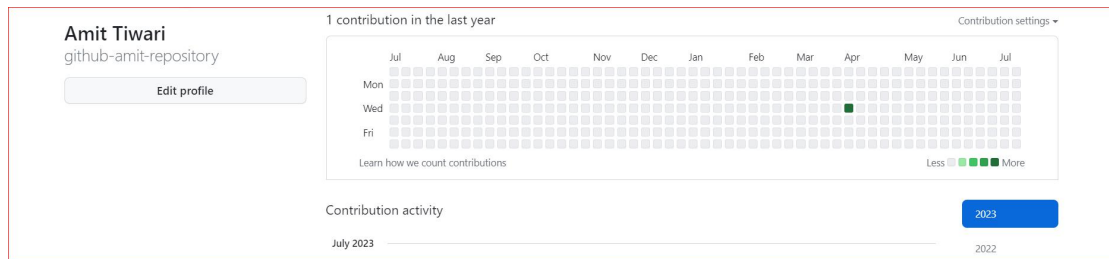 Amit Tiwari
github-amit-repository
Edit profile
1 contribution in the last year
Contribution settings
Jul Aug Sep Oct Nov Dec Jan Feb Mar Apr May Jun Jul
Mon
Wed
Fri
Learn how we count contributions
Less More
Contribution activity
2023
July 2023
2022